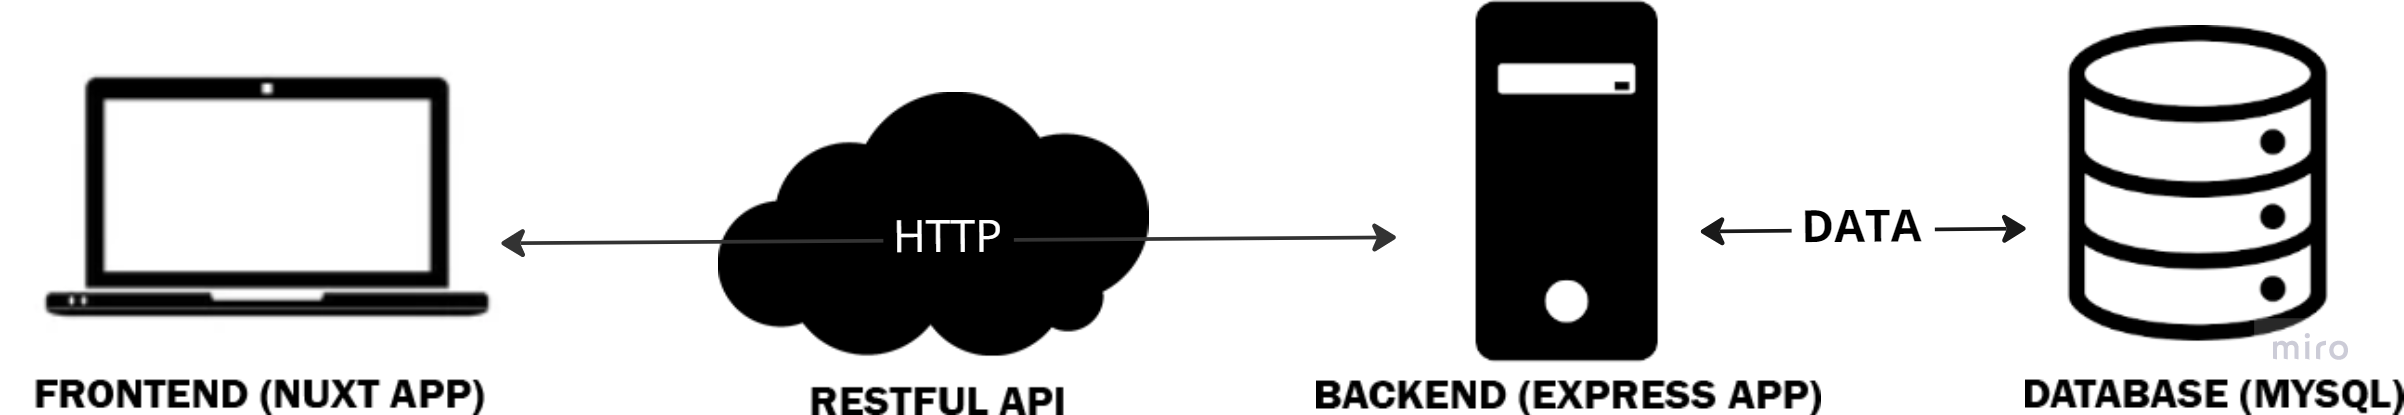 HTTP
DATA
miro
FRONTEND (NUXT APP)
RESTFUL API
BACKEND (EXPRESS APP)
DATABASE (MYSQL)